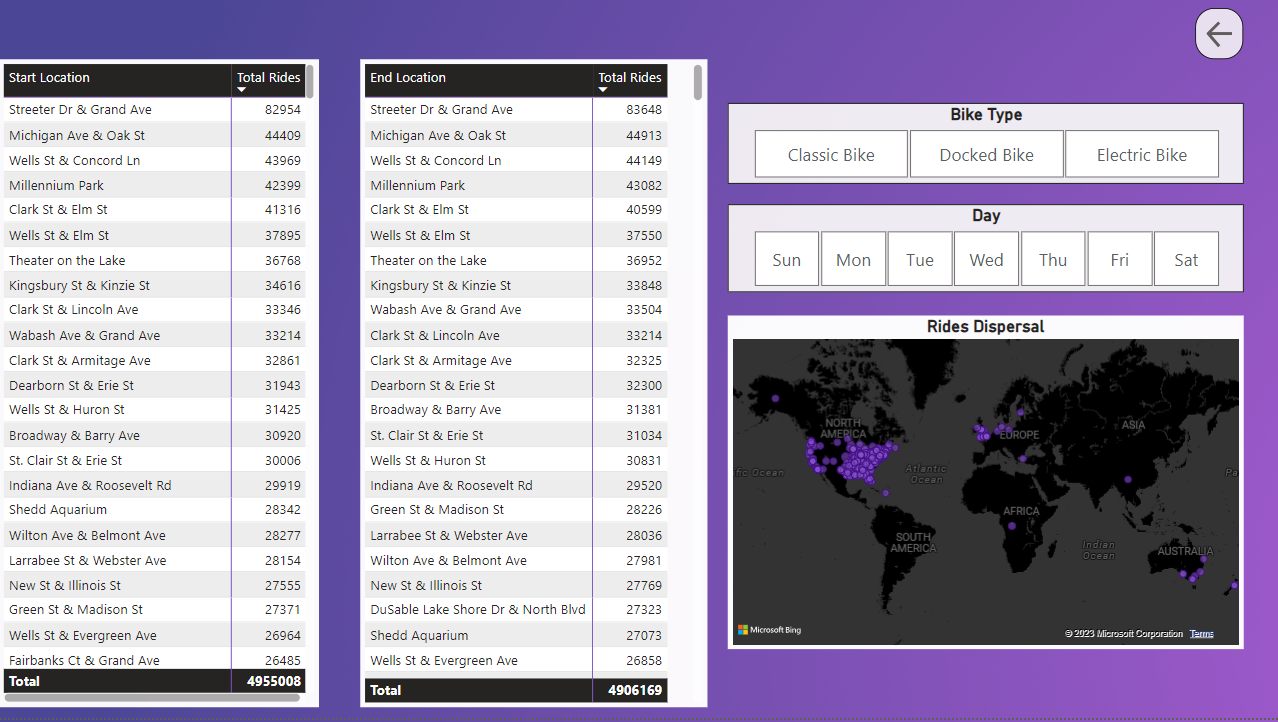 Start Location Total Rides
Streeter Dr & Grand Ave 82954
Michigan Ave & Oak St 44409
Wells St & Concord Ln 43969
Millennium Park 42399
Clark St & Elm St 41316
Wells St & Elm St 37895
Theater on the Lake 36768
Kingsbury St & Kinzie St 34616
Clark St & Lincoln Ave 33346
Wabash Ave & Grand Ave 33214
Clark St & Armitage Ave 32861
Dearborn St & Erie St 31943
Wells St & Huron St 31425
Broadway & Barry Ave 30920
St. Clair St & Erie St 30006
Indiana Ave & Roosevelt Rd 29919
Shedd Aquarium 28342
Wilton Ave & Belmont Ave 28277
Larrabee St & Webster Ave 28154
New St & Illinois St 27555
Green St & Madison St 27371
Wells St & Evergreen Ave 26964
Fairbanks Ct & Grand Ave 26485
Total 4955008
End Location Total Rides
Streeter Dr & Grand Ave 83648
Michigan Ave & Oak St 44913
Wells St & Concord Ln 44149
Millennium Park 43082
Clark St & Elm St 40599
Wells St & Elm St 37550
Theater on the Lake 36952
Kingsbury St & Kinzie St 33848
Wabash Ave & Grand Ave 33504
Clark St & Lincoln Ave 33214
Clark St & Armitage Ave 32325
Dearborn St & Erie St 32300
Broadway & Barry Ave 31381
St. Clair St & Erie St 31034
Wells St & Huron St 30831
Indiana Ave & Roosevelt Rd 29520
Green St & Madison St 28226
Larrabee St & Webster Ave 28036
Wilton Ave & Belmont Ave 27981
New St & Illinois St 27769
DuSable Lake Shore Dr & North Blvd 27323
Shedd Aquarium 27073
Wells St & Evergreen Ave 26858
Total 4906169
Bike Type
Classic Bike Docked Bike Electric Bike
Day
Sun Mon Tue Wed Thu Fri Sat
Rides Dispersal
NORTH
AMERICA
EUROPE
ASIA
fic Ocean
Atlantic
Ocean
Pa
AFRICA
SOUTH
AMERICA
Indian
Ocean
AUSTRALIA
Microsoft Bing
© 2023 Microsoft Corporation Terms